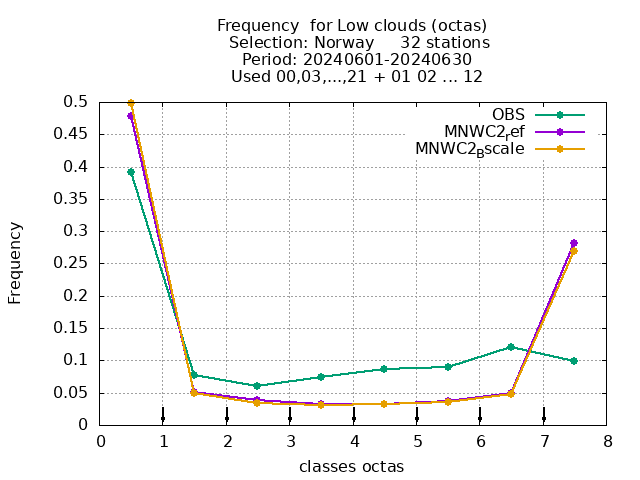 Frequency  for Low clouds (octas)
Selection: Norway     32 stations
Period: 20240601-20240630
Used 00,03,...,21 + 01 02 ... 12
OBS
MNWC2ref
MNWC2Bscale
0.5
0.45
0.4
0.35
0.3
0.25
0.2
0.15
0.1
0.05
0
Frequency
0 1 2 3 4 5 6 7 8
classes octas